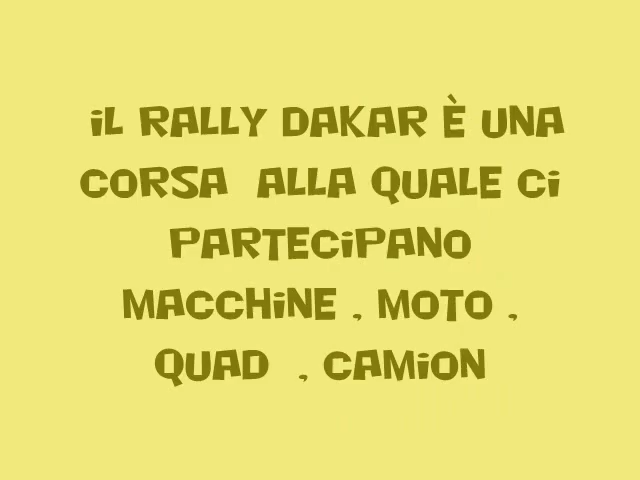 iL RALLY DAKAR È UNA
CORSA  ALLA QUALE Ci
PARTECiPANO
MACCHiNE , MOTO ,
QUAD  , CAMiON